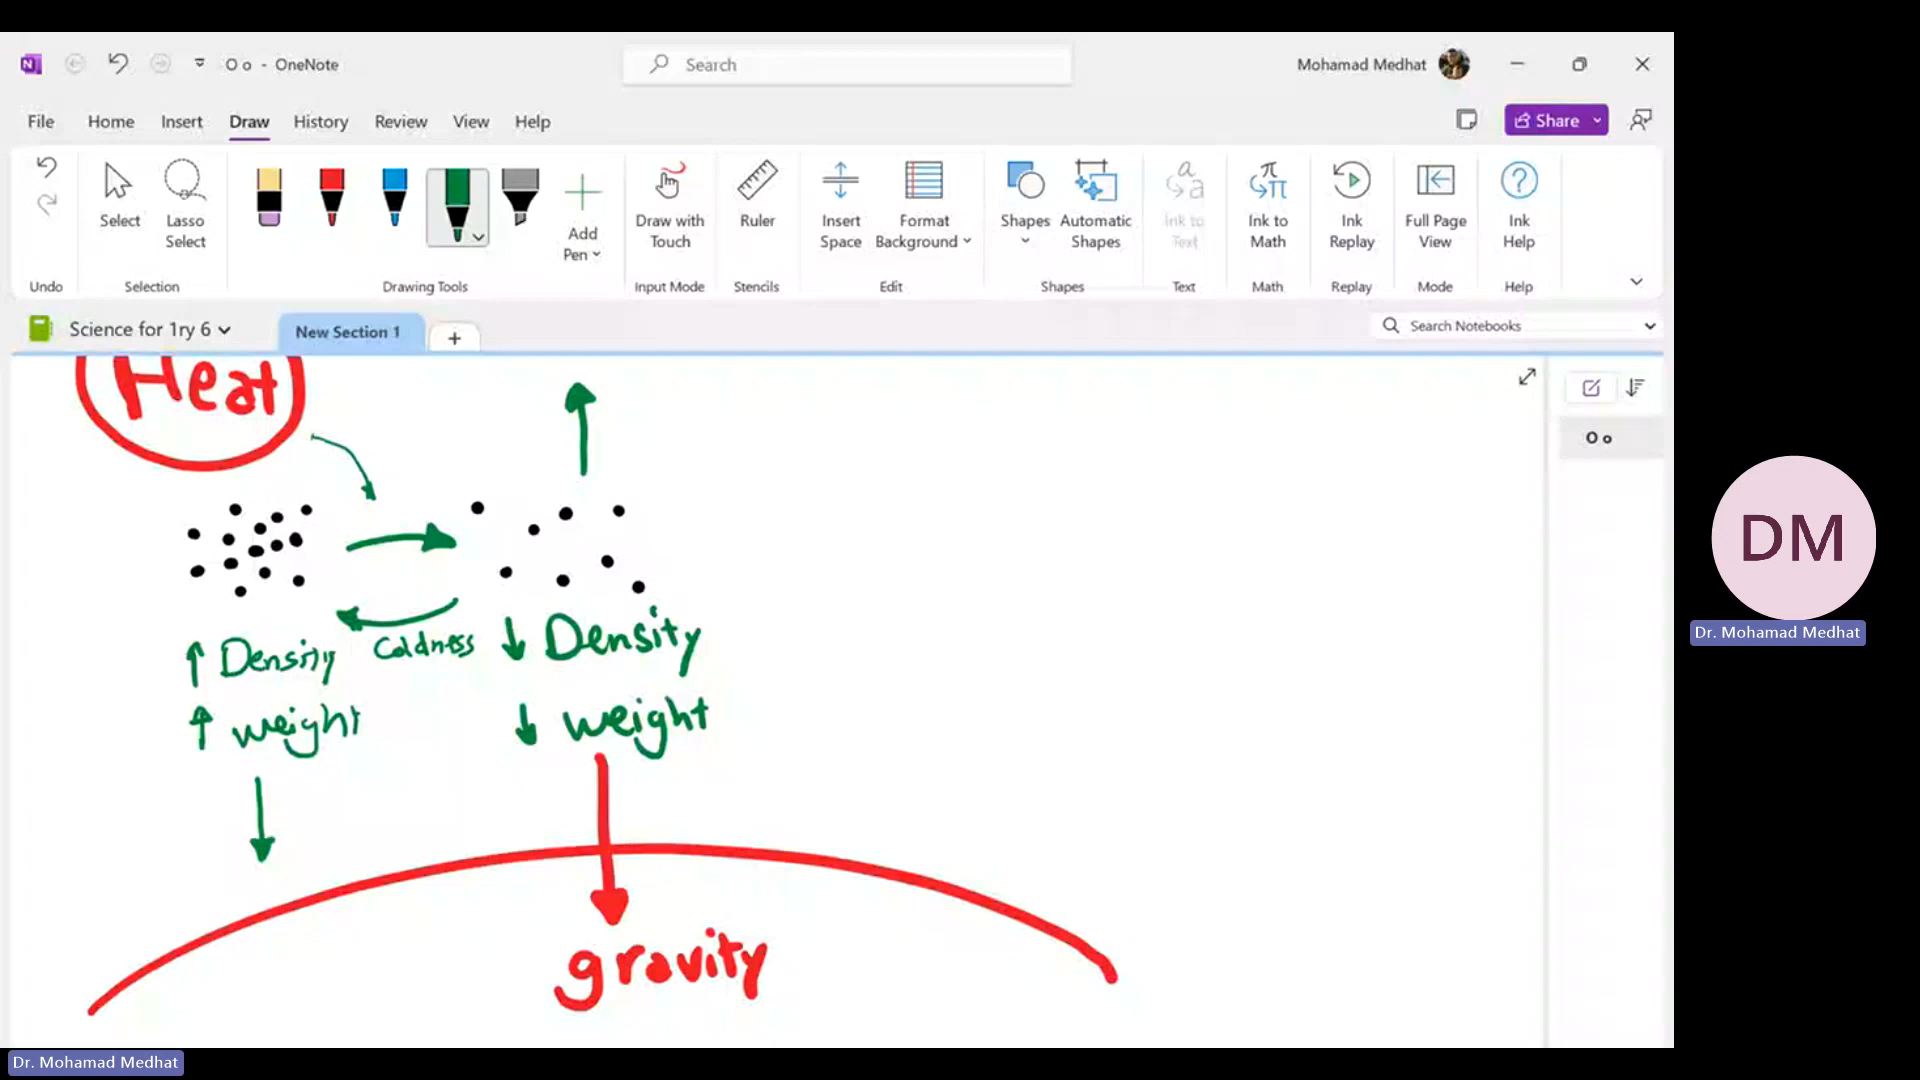 O o - OneNote
Search
Mohamad Medhat
File Home Insert Draw History Review View Help
Share
Select
Lasso Select
Add Pen
Draw with Touch
Ruler
Insert Space
Format Background
Shapes
Automatic Shapes
Ink to Text
Ink to Math
Ink Replay
Full Page View
Ink Help
Undo Selection Drawing Tools Input Mode Stencils Edit Shapes Text Math Replay Mode Help
Science for 1ry 6
New Section 1
Search Notebooks
O o
Heat
↑ Density
Coldness
↓ Density
↑ weight
↓ weight
gravity
DM
Dr. Mohamad Medhat
Dr. Mohamad Medhat